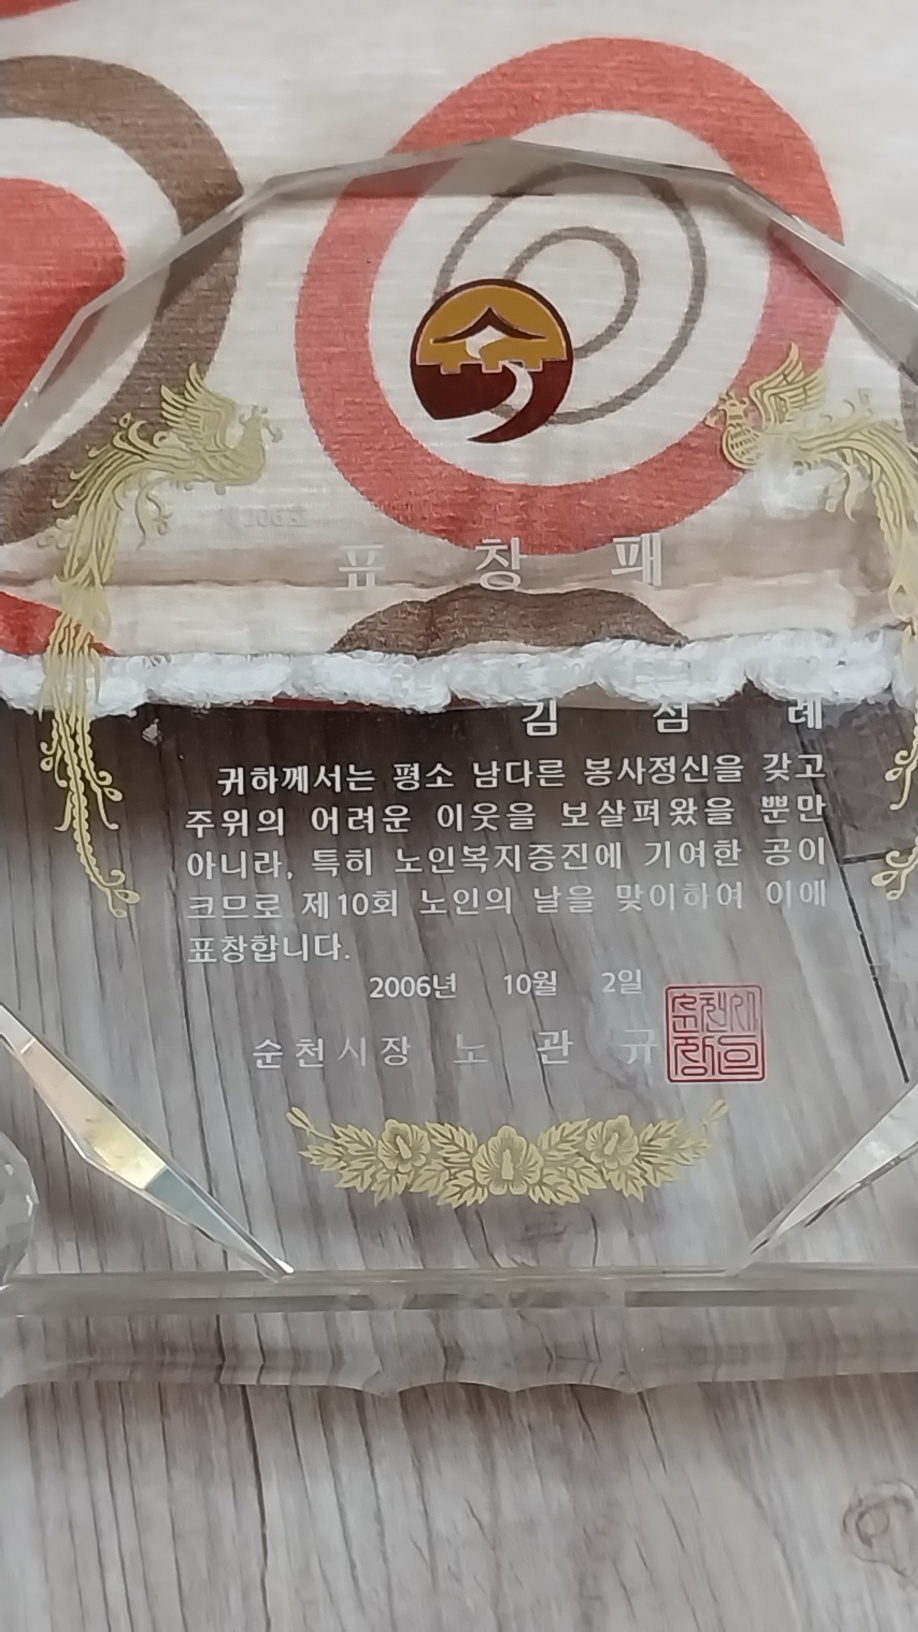 표 창 패
김 점 례
귀하께서는 평소 남다른 봉사정신을 갖고
주위의 어려운 이웃을 보살펴왔을 뿐만
아니라, 특히 노인복지증진에 기여한 공이
크므로 제10회 노인의 날을 맞이하여 이에
표창합니다.
2006년 10월 2일
순천시장 노 관 규